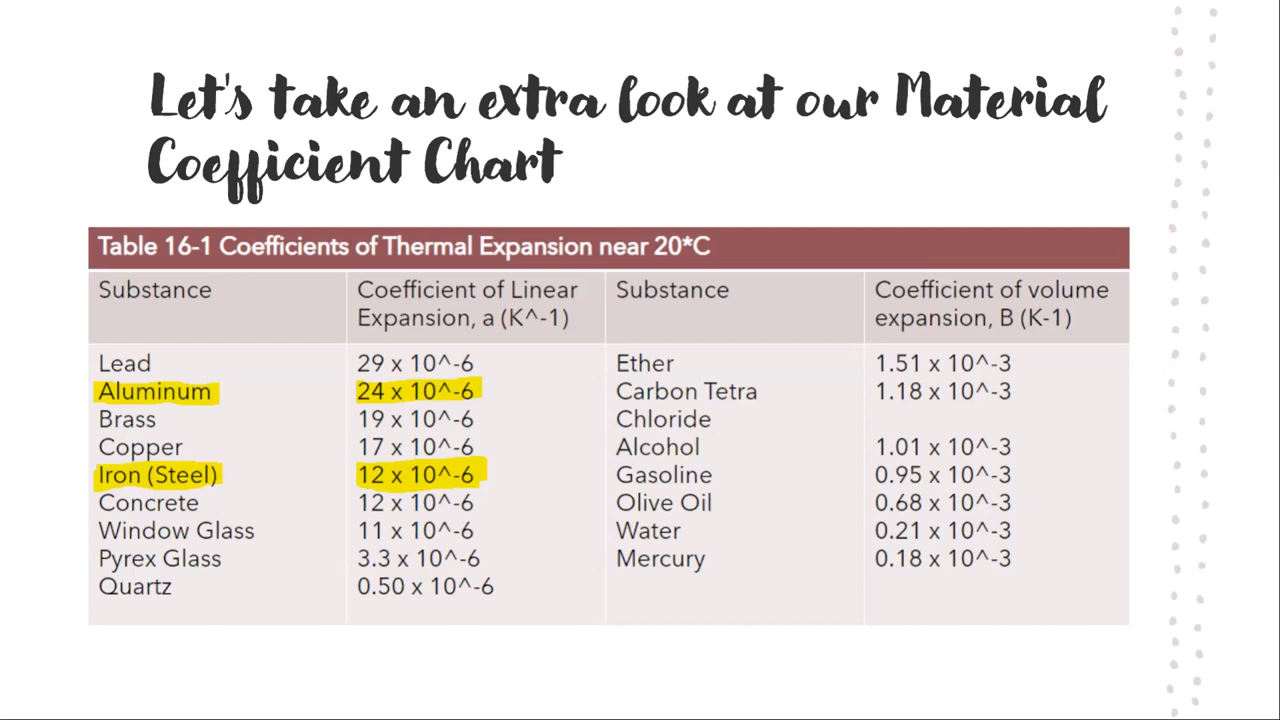 Let's take an extra look at our Material
Coefficient Chart
Table 16-1 Coefficients of Thermal Expansion near 20*C
Substance
Coefficient of Linear
Expansion, a (K^-1)
Substance
Coefficient of volume
expansion, B (K-1)
Lead
Aluminum
Brass
Copper
Iron (Steel)
Concrete
Window Glass
Pyrex Glass
Quartz
29 x 10^-6
24 x 10^-6
19 x 10^-6
17 x 10^-6
12 x 10^-6
12 x 10^-6
11 x 10^-6
3.3 x 10^-6
0.50 x 10^-6
Ether
Carbon Tetra
Chloride
Alcohol
Gasoline
Olive Oil
Water
Mercury
1.51 x 10^-3
1.18 x 10^-3
1.01 x 10^-3
0.95 x 10^-3
0.68 x 10^-3
0.21 x 10^-3
0.18 x 10^-3